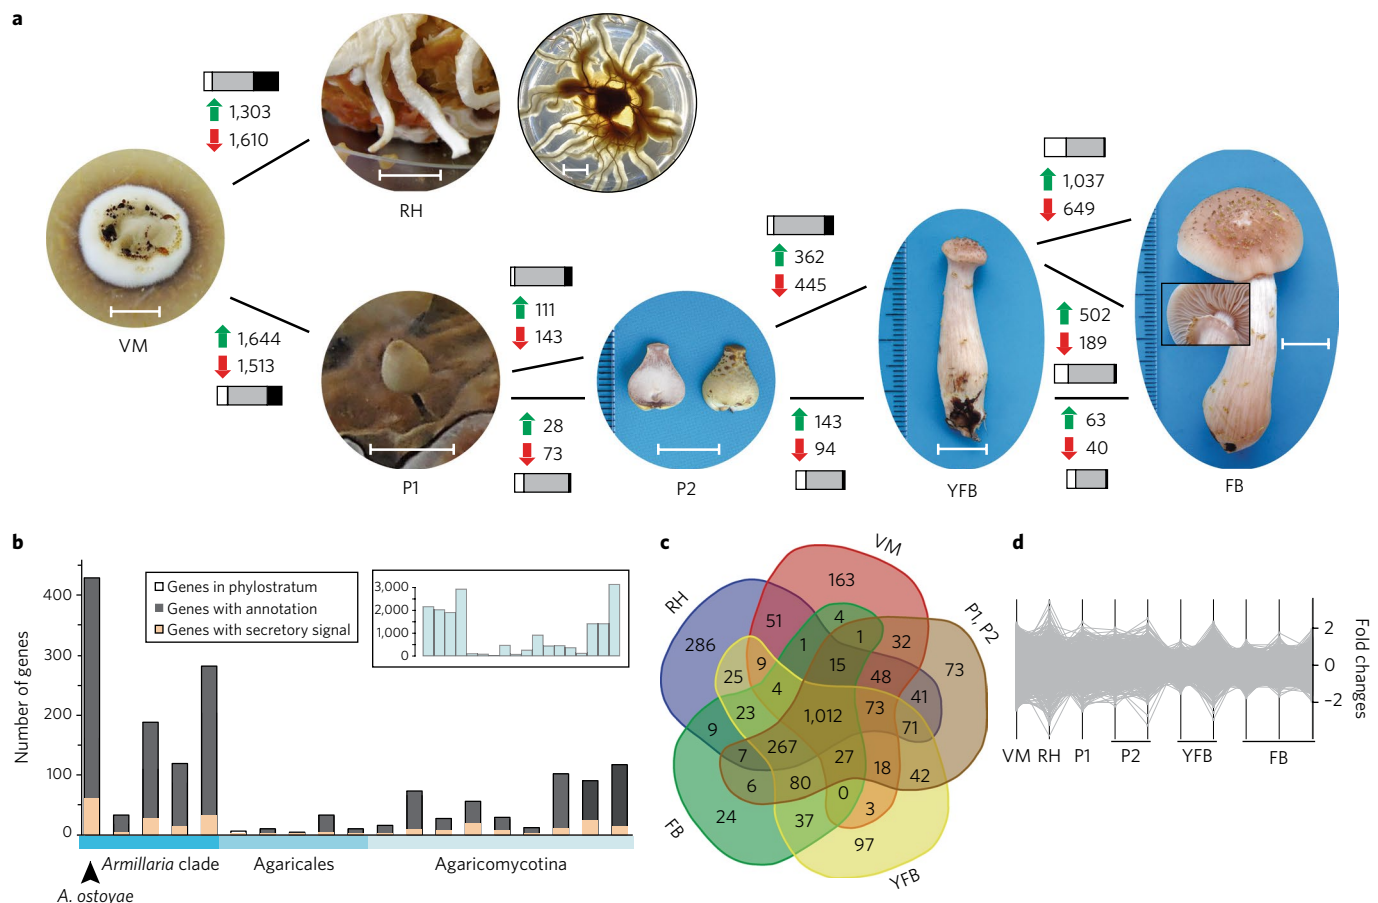 a
1,303
1,610
RH
VM
1,644
1,513
P1
111
143
28
73
P2
362
445
143
94
YFB
1,037
649
502
189
63
40
FB
b
Number of genes
400
300
200
100
0
Genes in phylostratum
Genes with annotation
Genes with secretory signal
3,000
2,000
1,000
0
Armillaria clade
Agaricales
Agaricomycotina
A. ostoyae
c
VM
RH
P1, P2
FB
YFB
163
286
51
4
1
1
32
73
9
15
48
41
25
4
73
71
23
1,012
9
267
27
7
18
42
6
80
0
3
24
37
97
d
2
0
−2
Fold changes
VM RH P1 P2 YFB FB